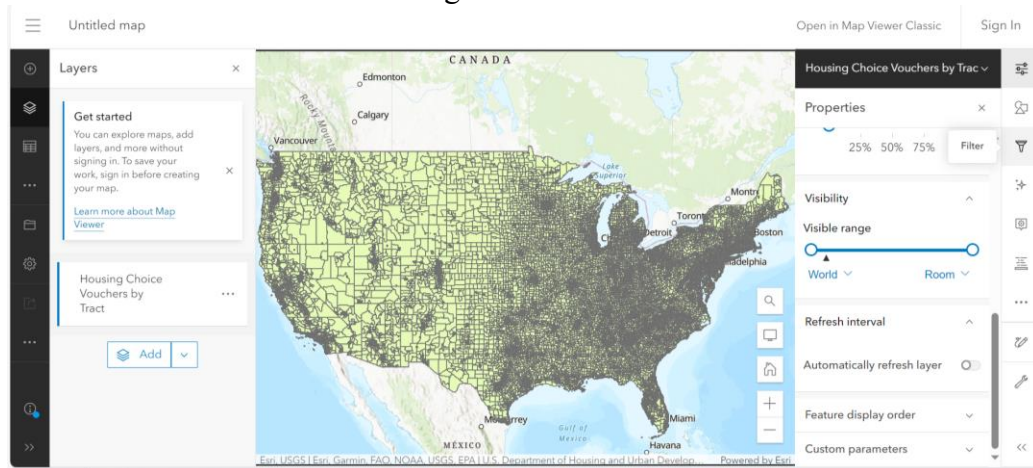 Untitled map
Open in Map Viewer Classic
Sign In
Layers
Get started
You can explore maps, add
layers, and more without
signing in. To save your
work, sign in before creating
your map.
Learn more about Map
Viewer
Housing Choice
Vouchers by
Tract
Add
CANADA
Edmonton
Calgary
Rocky Mount
Vancouver
Lake
Superior
Montr
Toront
Ch
Detroit
Boston
adelphia
Miami
Gulf of
Mexico
MÉXICO
Havana
Esri, USGS | Esri, Garmin, FAO, NOAA, USGS, EPA | U.S. Department of Housing and Urban Develop...
Powered by Esri
Housing Choice Vouchers by Trac
Properties
25% 50% 75%
Filter
Visibility
Visible range
World
Room
Refresh interval
Automatically refresh layer
Feature display order
Custom parameters